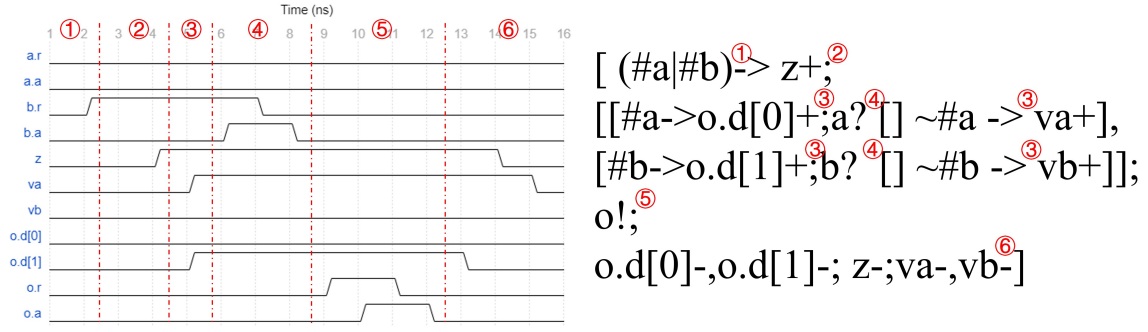 Time (ns)
1 ① 2 ② 3 4 ③ 5 6 ④ 7 8 9 10 ⑤ 11 12 13 14 ⑥ 15 16
a.r
a.a
b.r
b.a
z
va
vb
o.d[0]
o.d[1]
o.r
o.a
[ (#a|#b)①-> z+;②
[[#a->o.d[0]+;③a?④[] ~#a ->③va+],
[#b->o.d[1]+;③b?④[] ~#b ->③vb+]];
o!;⑤
o.d[0]-,o.d[1]-; z-;va-,vb-⑥]